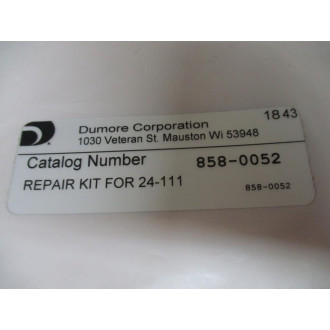 1843
Dumore Corporation
1030 Veteran St. Mauston Wi 53948
Catalog Number 858-0052
REPAIR KIT FOR 24-111 858-0052